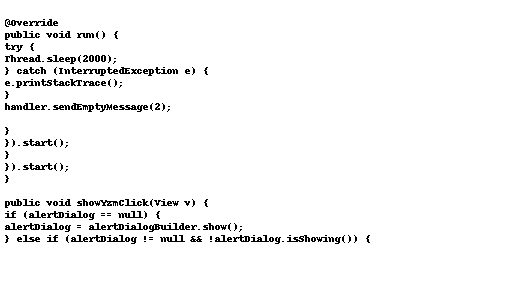 @Override
public void run() {
try {
Thread.sleep(2000);
} catch (InterruptedException e) {
e.printStackTrace();
}
handler.sendEmptyMessage(2);
}
}).start();
}
}).start();
}
public void showYzmClick(View v) {
if (alertDialog == null) {
alertDialog = alertDialogBuilder.show();
} else if (alertDialog != null && !alertDialog.isShowing()) {